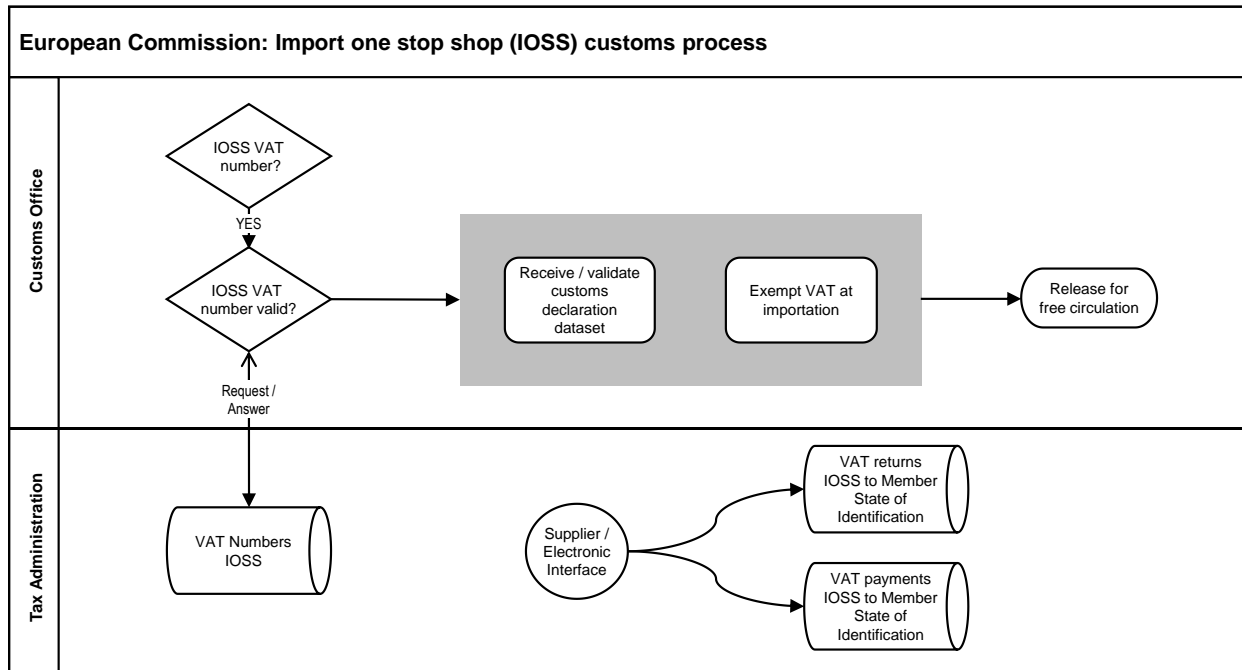 European Commission: Import one stop shop (IOSS) customs process
Customs Office
IOSS VAT
number?
YES
IOSS VAT
number valid?
Request /
Answer
Receive / validate
customs
declaration
dataset
Exempt VAT at
importation
Release for
free circulation
Tax Administration
VAT Numbers
IOSS
Supplier /
Electronic
Interface
VAT returns
IOSS to Member
State of
Identification
VAT payments
IOSS to Member
State of
Identification